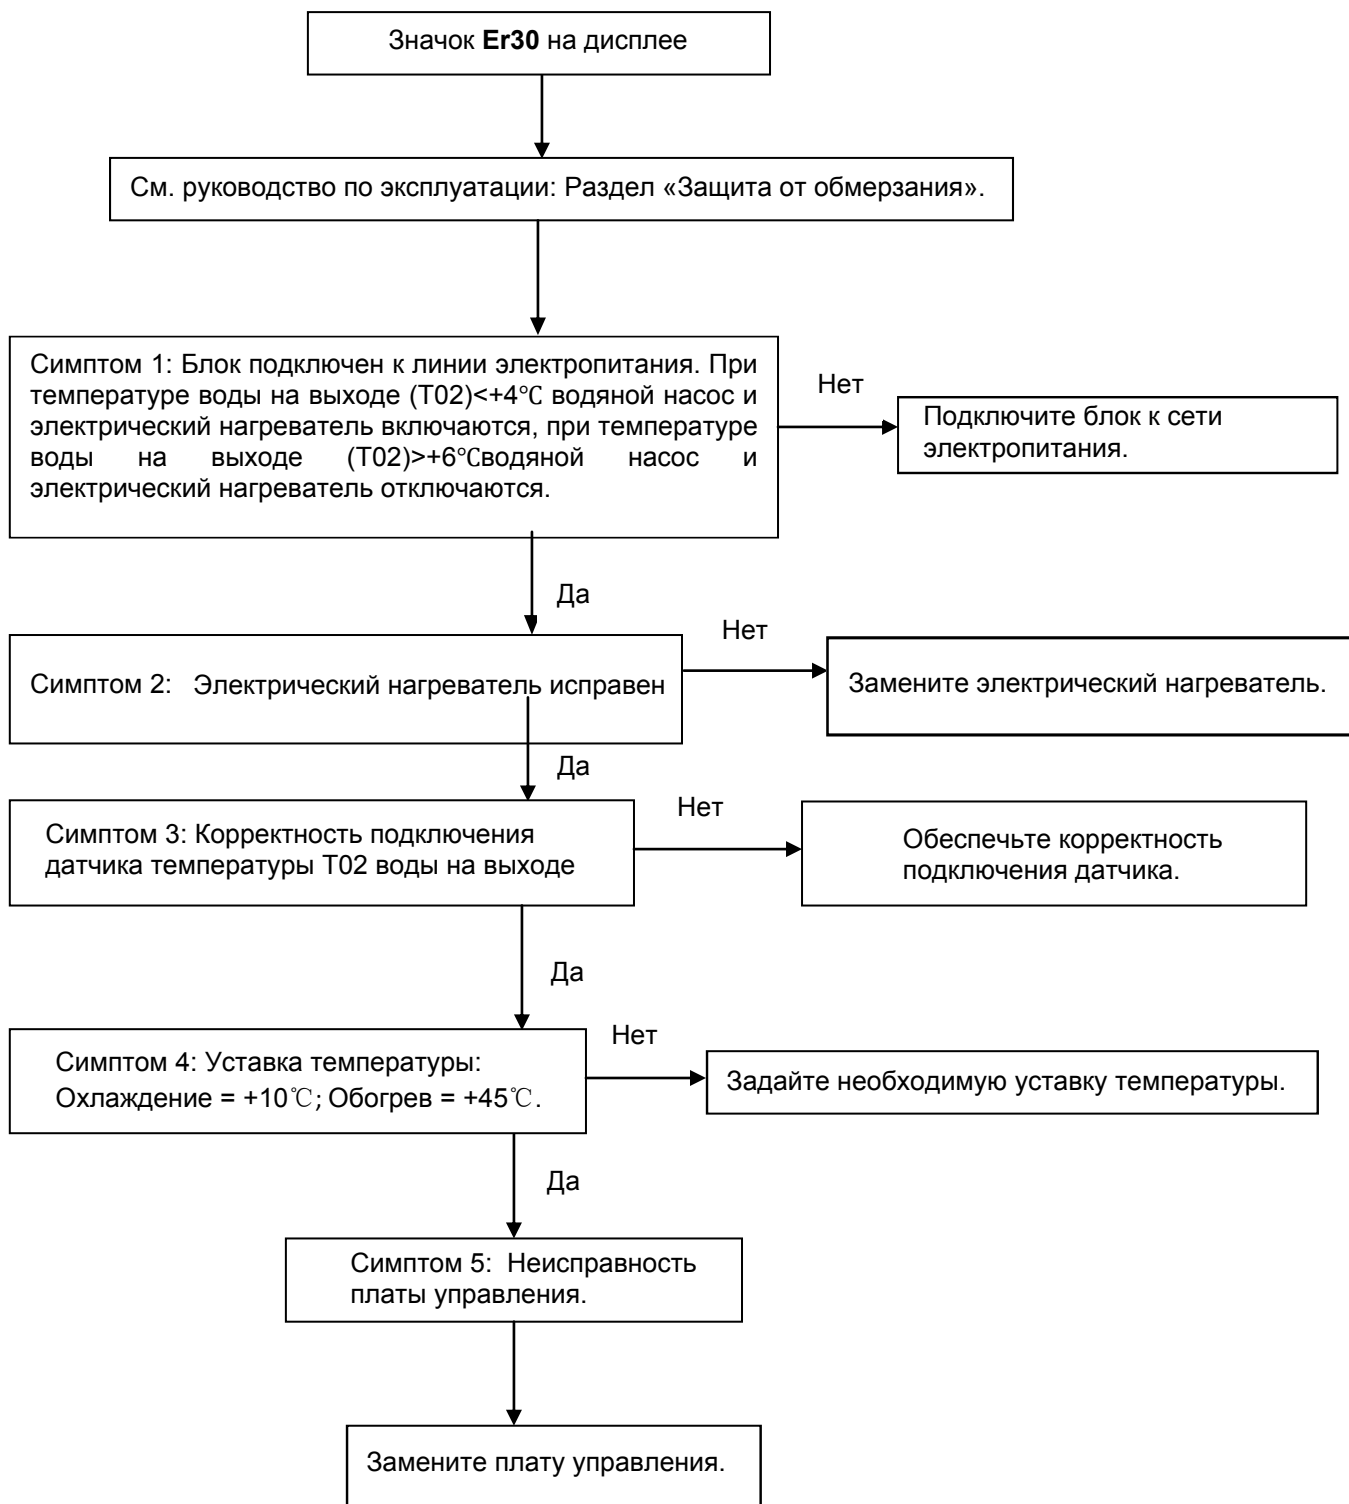 Значок Er30 на дисплее
См. руководство по эксплуатации: Раздел «Защита от обмерзания».
Симптом 1: Блок подключен к линии электропитания. При
температуре воды на выходе (T02)<+4℃ водяной насос и
электрический нагреватель включаются, при температуре
воды на выходе (T02)>+6℃водяной насос и
электрический нагреватель отключаются.
Нет
Подключите блок к сети
электропитания.
Да
Симптом 2: Электрический нагреватель исправен
Нет
Замените электрический нагреватель.
Да
Симптом 3: Корректность подключения
датчика температуры T02 воды на выходе
Нет
Обеспечьте корректность
подключения датчика.
Да
Симптом 4: Уставка температуры:
Охлаждение = +10℃; Обогрев = +45℃.
Нет
Задайте необходимую уставку температуры.
Да
Симптом 5: Неисправность
платы управления.
Замените плату управления.